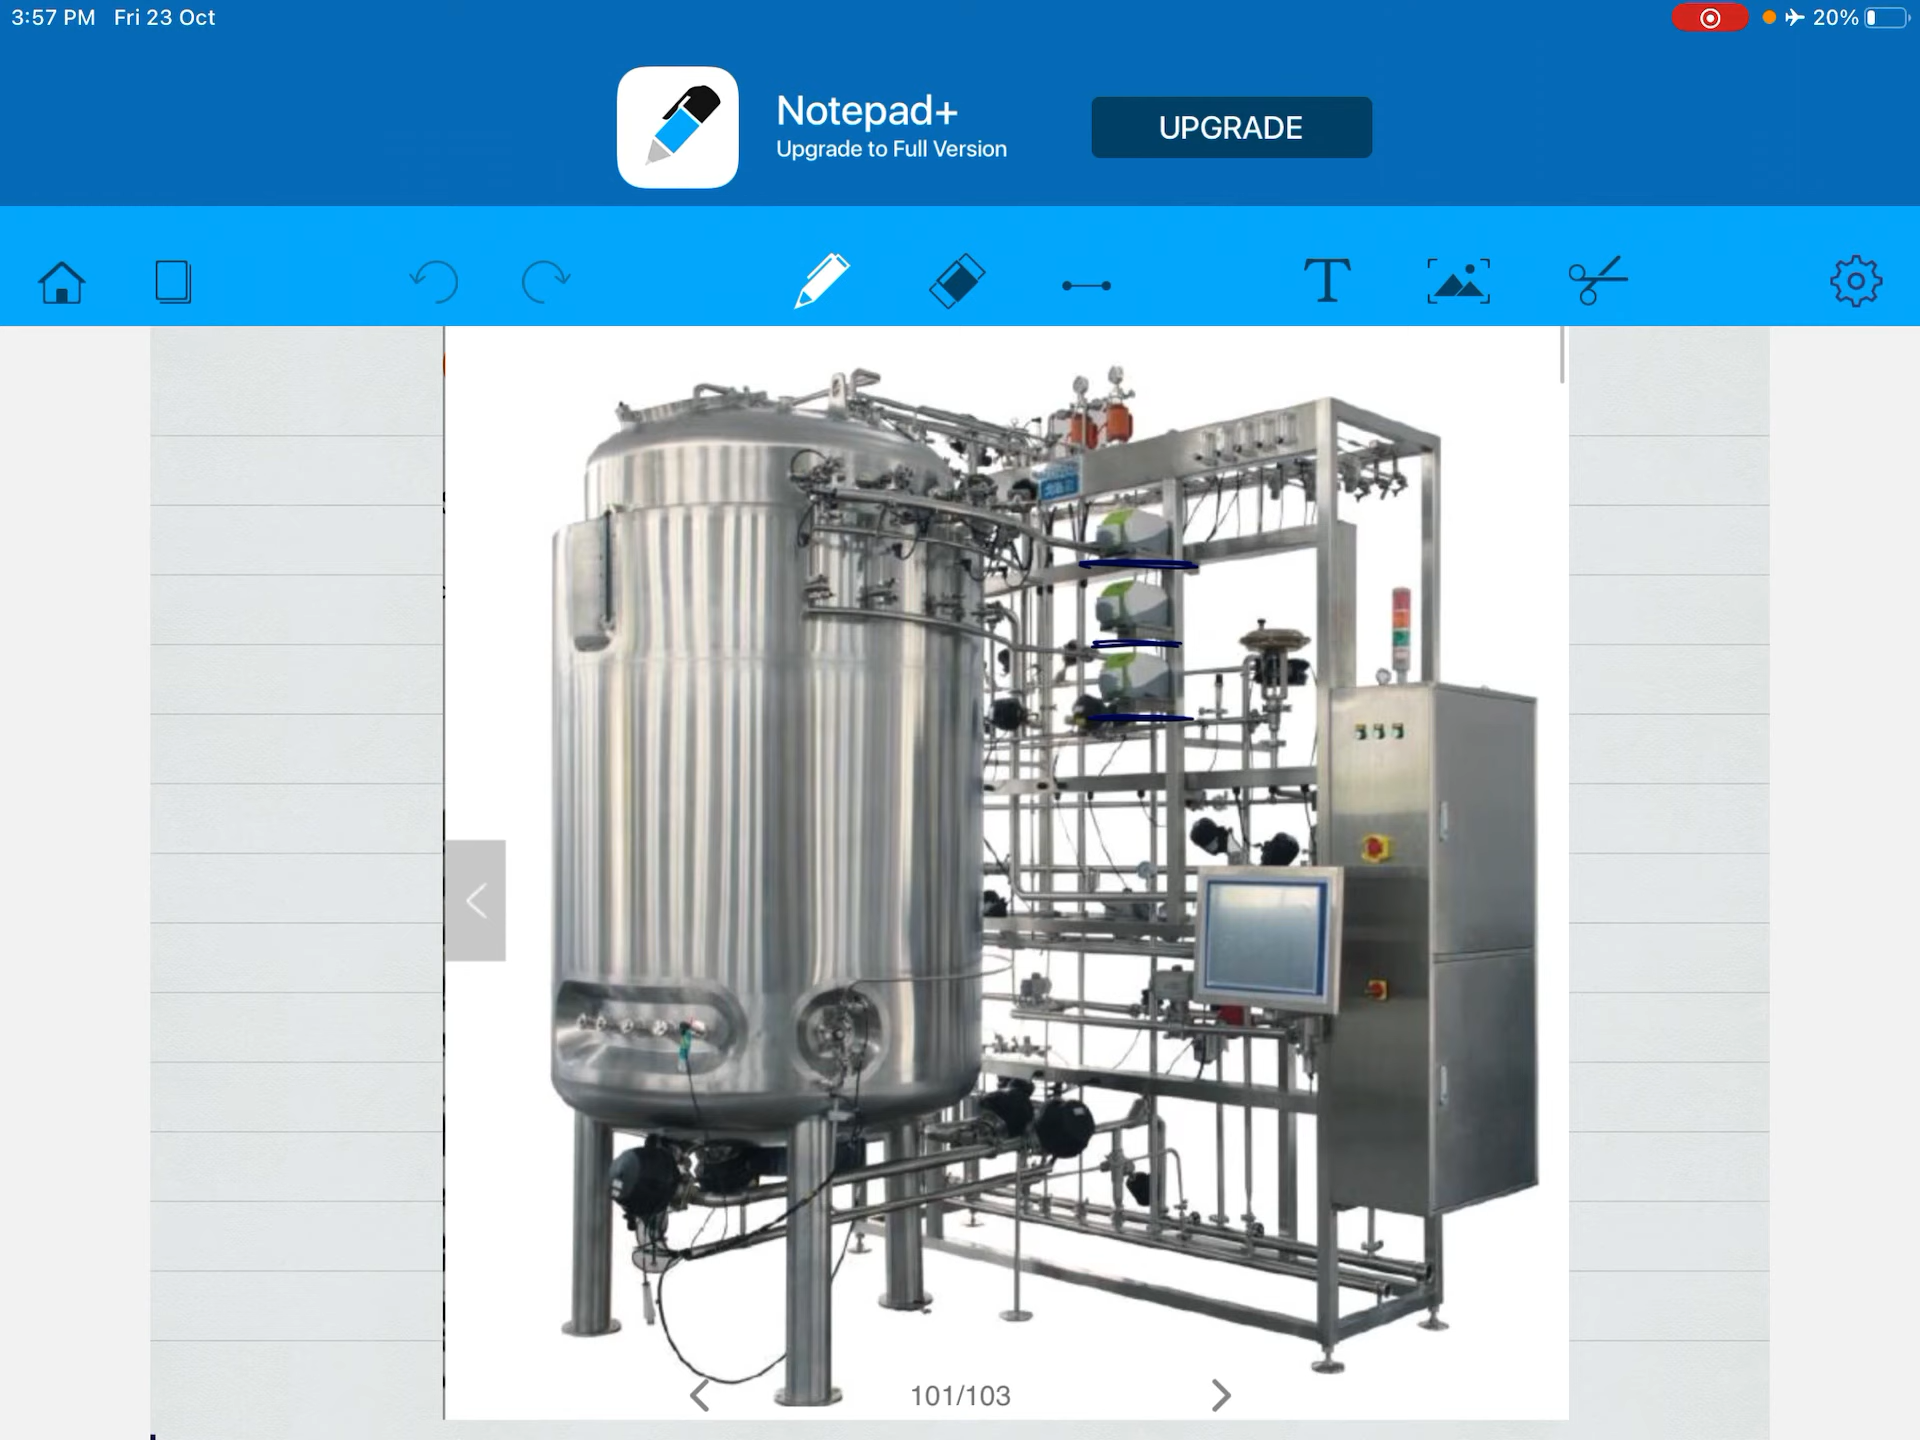 3:57 PM Fri 23 Oct
20%
Notepad+
Upgrade to Full Version
UPGRADE
T
101/103